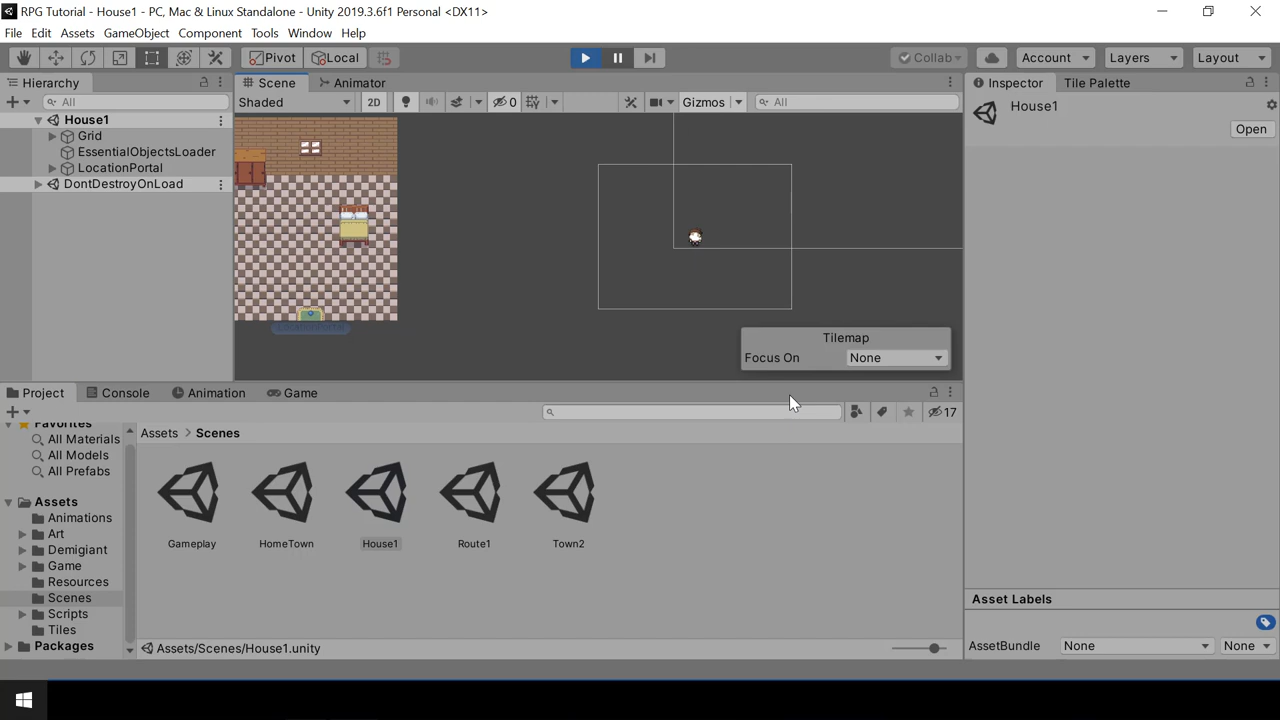 RPG Tutorial - House1 - PC, Mac & Linux Standalone - Unity 2019.3.6f1 Personal <DX11>
File Edit Assets GameObject Component Tools Window Help
Pivot Local Collab Account Layers Layout
Hierarchy Scene Animator Inspector Tile Palette
All Shaded 2D 0 Gizmos All House1
Open
House1
Grid
EssentialObjectsLoader
LocationPortal
DontDestroyOnLoad
LocationPortal
Tilemap
Focus On None
Project Console Animation Game
17
Favorites
All Materials
All Models
All Prefabs
Assets > Scenes
Assets
Animations
Art
Demigiant
Game
Resources
Scenes
Scripts
Tiles
Packages
Gameplay HomeTown House1 Route1 Town2
Asset Labels
Assets/Scenes/House1.unity
AssetBundle None None